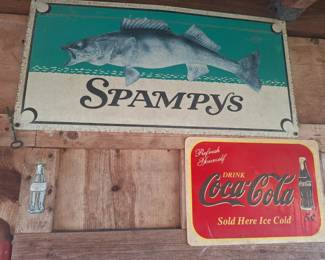 SPAMPYS
Refresh
Yourself
DRINK
Coca-Cola
Sold Here Ice Cold